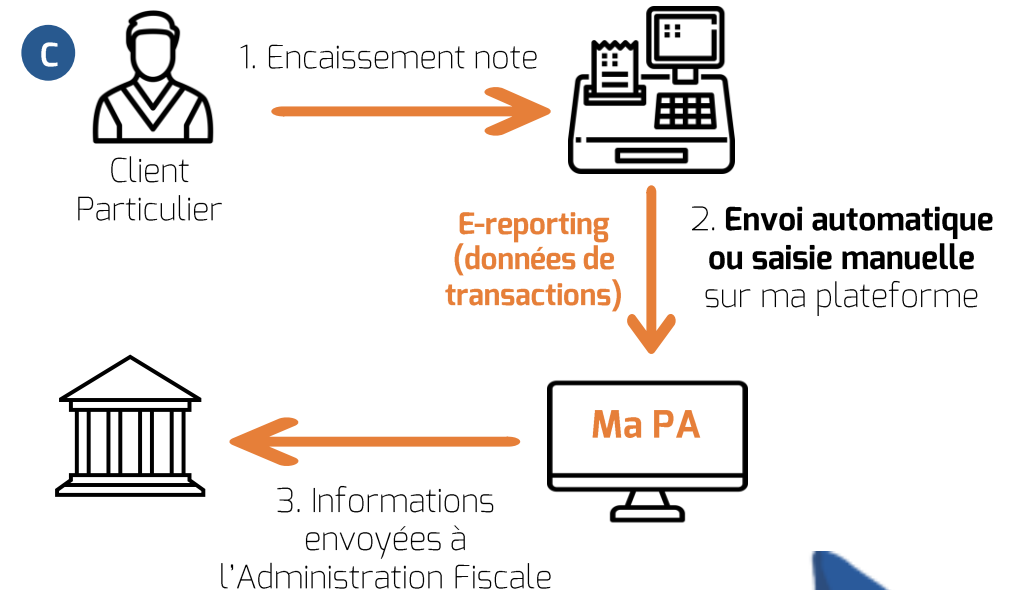 C
1. Encaissement note
Client
Particulier
E-reporting
(données de
transactions)
2. Envoi automatique
ou saisie manuelle
sur ma plateforme
Ma PA
3. Informations
envoyées à
l'Administration Fiscale